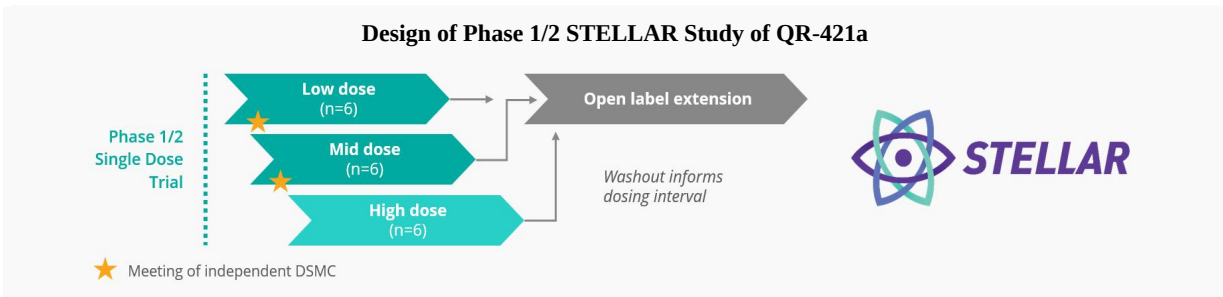 Design of Phase 1/2 STELLAR Study of QR-421a
Phase 1/2
Single Dose
Trial
Low dose
(n=6)
Mid dose
(n=6)
High dose
(n=6)
Open label extension
Washout informs
dosing interval
STELLAR
Meeting of independent DSMC